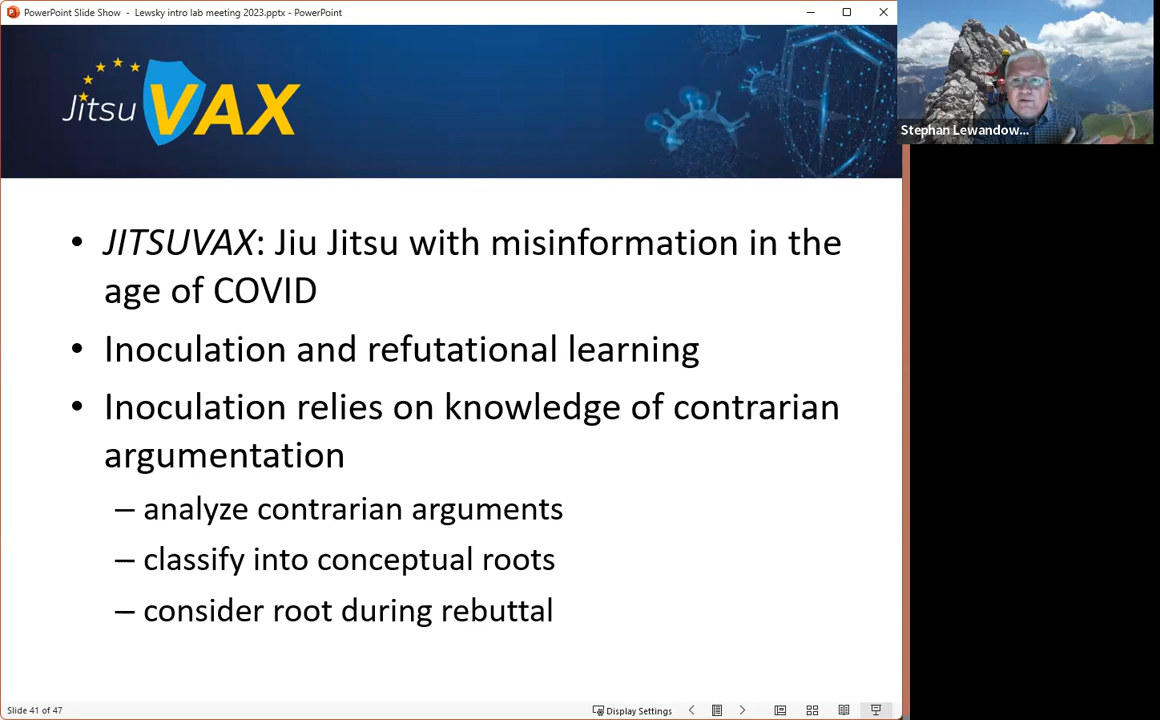 PowerPoint Slide Show - Lewsky intro lab meeting 2023.pptx - PowerPoint
Jitsu VAX
Stephan Lewandow...
• JITSUVAX: Jiu Jitsu with misinformation in the
age of COVID
• Inoculation and refutational learning
• Inoculation relies on knowledge of contrarian
argumentation
– analyze contrarian arguments
– classify into conceptual roots
– consider root during rebuttal
Slide 41 of 47
Display Settings